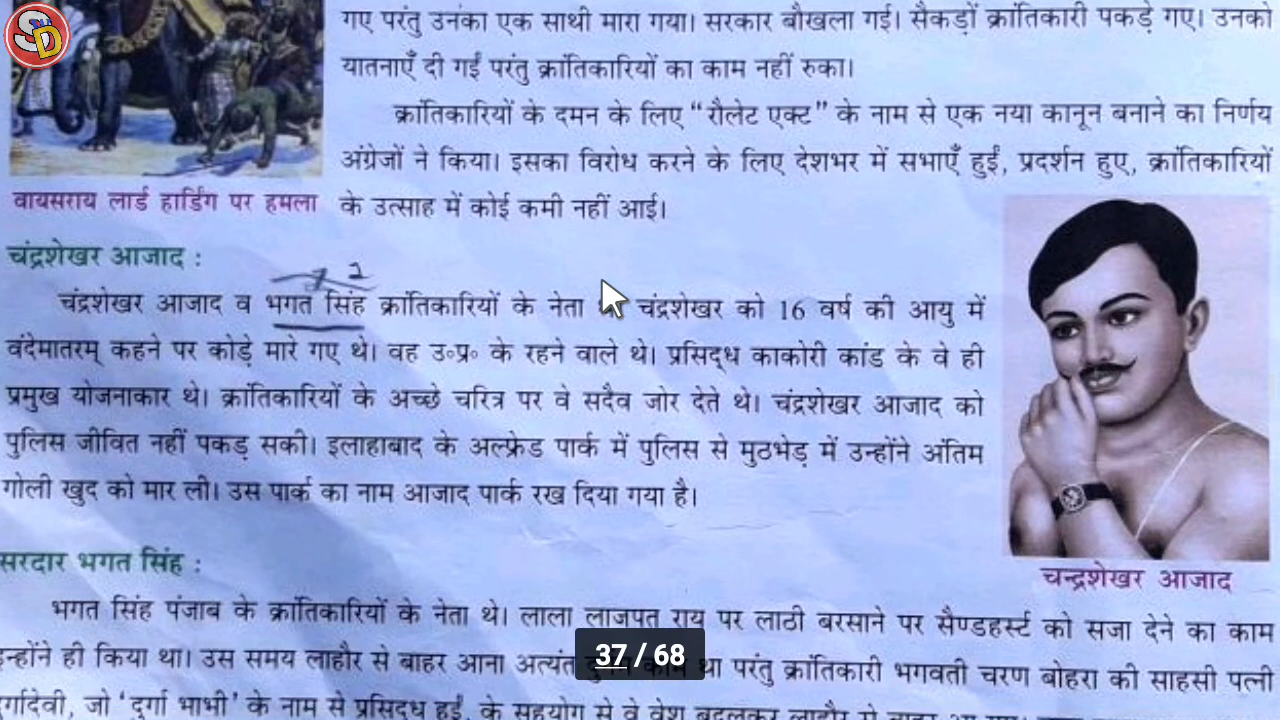 SD
गए परंतु उनका एक साथी मारा गया। सरकार बौखला गई। सैकड़ों क्रांतिकारी पकड़े गए। उनको
यातनाएँ दी गईं परंतु क्रांतिकारियों का काम नहीं रुका।
क्रांतिकारियों के दमन के लिए “रौलेट एक्ट” के नाम से एक नया कानून बनाने का निर्णय
अंग्रेजों ने किया। इसका विरोध करने के लिए देशभर में सभाएँ हुईं, प्रदर्शन हुए, क्रांतिकारियों
के उत्साह में कोई कमी नहीं आई।
वायसराय लार्ड हार्डिंग पर हमला
चंद्रशेखर आजाद :
चंद्रशेखर आजाद व भगत सिंह क्रांतिकारियों के नेता चंद्रशेखर को 16 वर्ष की आयु में
वंदेमातरम् कहने पर कोड़े मारे गए थे। वह उ०प्र० के रहने वाले थे। प्रसिद्ध काकोरी कांड के वे ही
प्रमुख योजनाकार थे। क्रांतिकारियों के अच्छे चरित्र पर वे सदैव जोर देते थे। चंद्रशेखर आजाद को
पुलिस जीवित नहीं पकड़ सकी। इलाहाबाद के अल्फ्रेड पार्क में पुलिस से मुठभेड़ में उन्होंने अंतिम
गोली खुद को मार ली। उस पार्क का नाम आजाद पार्क रख दिया गया है।
चन्द्रशेखर आजाद
सरदार भगत सिंह :
भगत सिंह पंजाब के क्रांतिकारियों के नेता थे। लाला लाजपत राय पर लाठी बरसाने पर सैण्डहर्स्ट को सजा देने का काम
इन्होंने ही किया था। उस समय लाहौर से बाहर आना अत्यंत था परंतु क्रांतिकारी भगवती चरण बोहरा की साहसी पत्नी
दुर्गादेवी, जो ‘दुर्गा भाभी’ के नाम से प्रसिद्ध हुईं, के सहयोग से वे वेश बदलकर लाहौर से बाहर
37 / 68